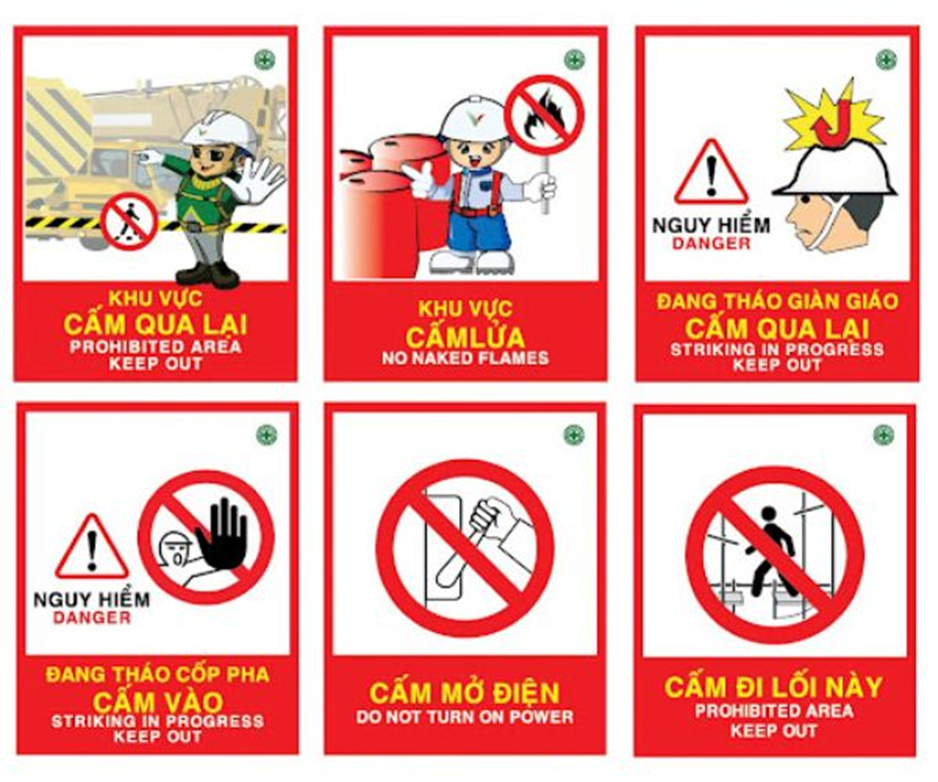 KHU VỰC
CẤM QUA LẠI
PROHIBITED AREA
KEEP OUT
KHU VỰC
CẤMLỬA
NO NAKED FLAMES
NGUY HIỂM
DANGER
ĐANG THÁO GIÀN GIÁO
CẤM QUA LẠI
STRIKING IN PROGRESS
KEEP OUT
NGUY HIỂM
DANGER
ĐANG THÁO CỐP PHA
CẤM VÀO
STRIKING IN PROGRESS
KEEP OUT
CẤM MỞ ĐIỆN
DO NOT TURN ON POWER
CẤM ĐI LỐI NÀY
PROHIBITED AREA
KEEP OUT